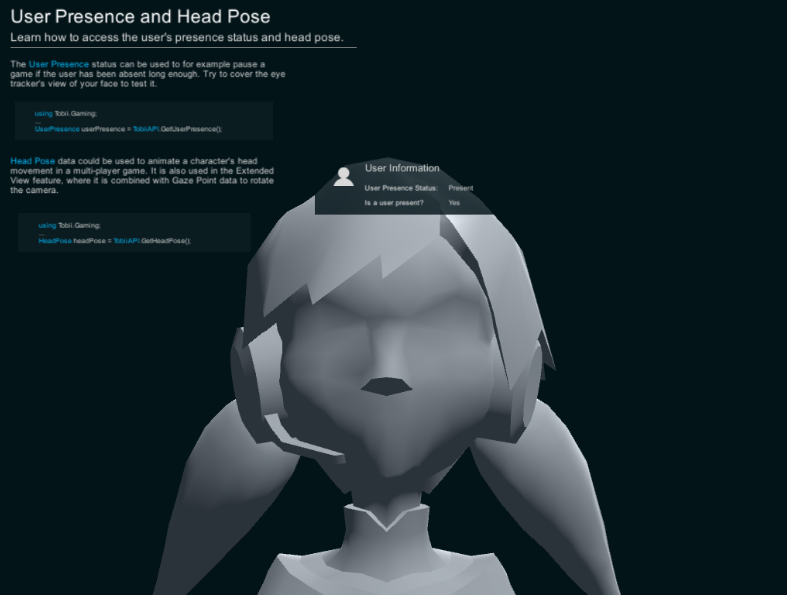 User Presence and Head Pose
Learn how to access the user's presence status and head pose.
The User Presence status can be used to for example pause a
game if the user has been absent long enough. Try to cover the eye
tracker's view of your face to test it.
using Tobii.Gaming;
...
UserPresence userPresence = TobiiAPI.GetUserPresence();
Head Pose data could be used to animate a character's head
movement in a multi-player game. It is also used in the Extended
View feature, where it is combined with Gaze Point data to rotate
the camera.
using Tobii.Gaming;
...
HeadPose headPose = TobiiAPI.GetHeadPose();
User Information
User Presence Status: Present
Is a user present? Yes